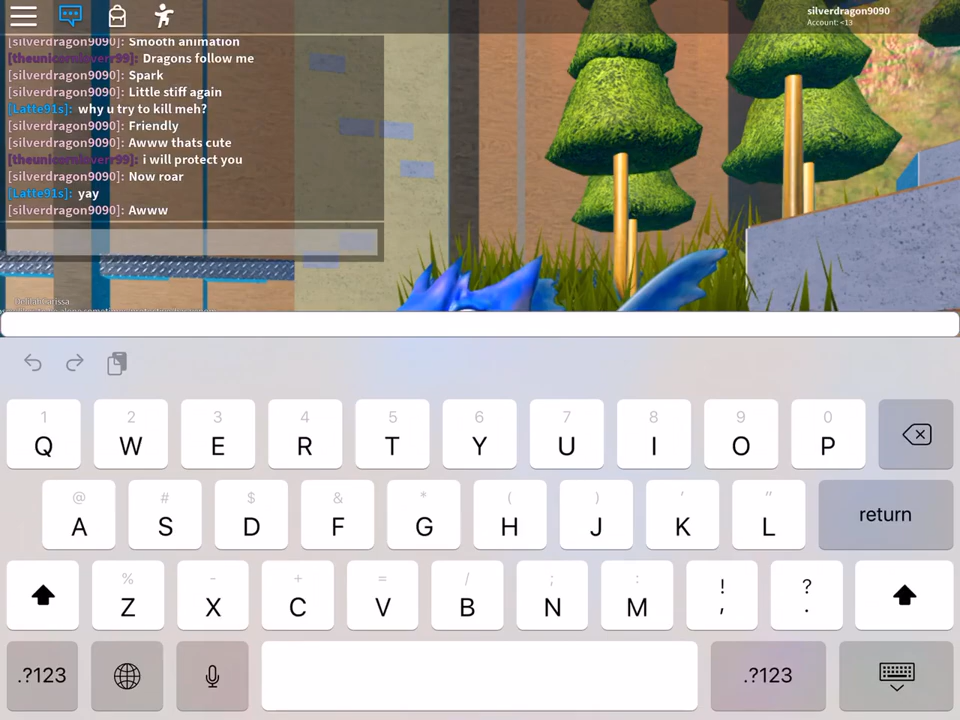 silverdragon9090
Account: <13
[silverdragon9090]: Smooth animation
[theunicornloverr99]: Dragons follow me
[silverdragon9090]: Spark
[silverdragon9090]: Little stiff again
[Latte91s]: why u try to kill meh?
[silverdragon9090]: Friendly
[silverdragon9090]: Awww thats cute
[theunicornloverr99]: i will protect you
[silverdragon9090]: Now roar
[Latte91s]: yay
[silverdragon9090]: Awww
1 2 3 4 5 6 7 8 9 0
Q W E R T Y U I O P
@ # $ & * ( ) ' "
A S D F G H J K L return
% - + = / ; : ! ?
Z X C V B N M , .
.?123 .?123